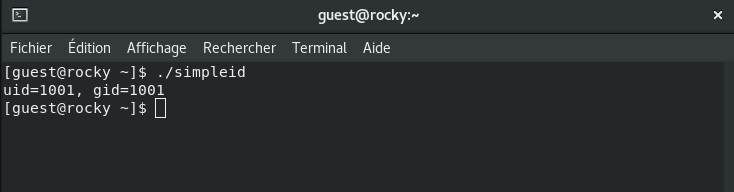 guest@rocky:~
Fichier Édition Affichage Rechercher Terminal Aide
[guest@rocky ~]$ ./simpleid
uid=1001, gid=1001
[guest@rocky ~]$